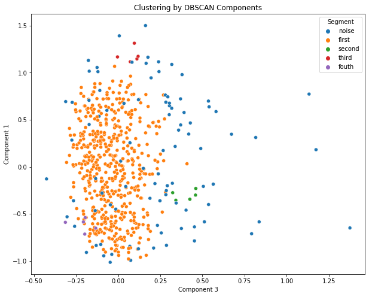 Clustering by DBSCAN Components
Segment
noise
first
second
third
fouth
Component 1
1.5
1.0
0.5
0.0
−0.5
−1.0
−0.50 −0.25 0.00 0.25 0.50 0.75 1.00 1.25
Component 3